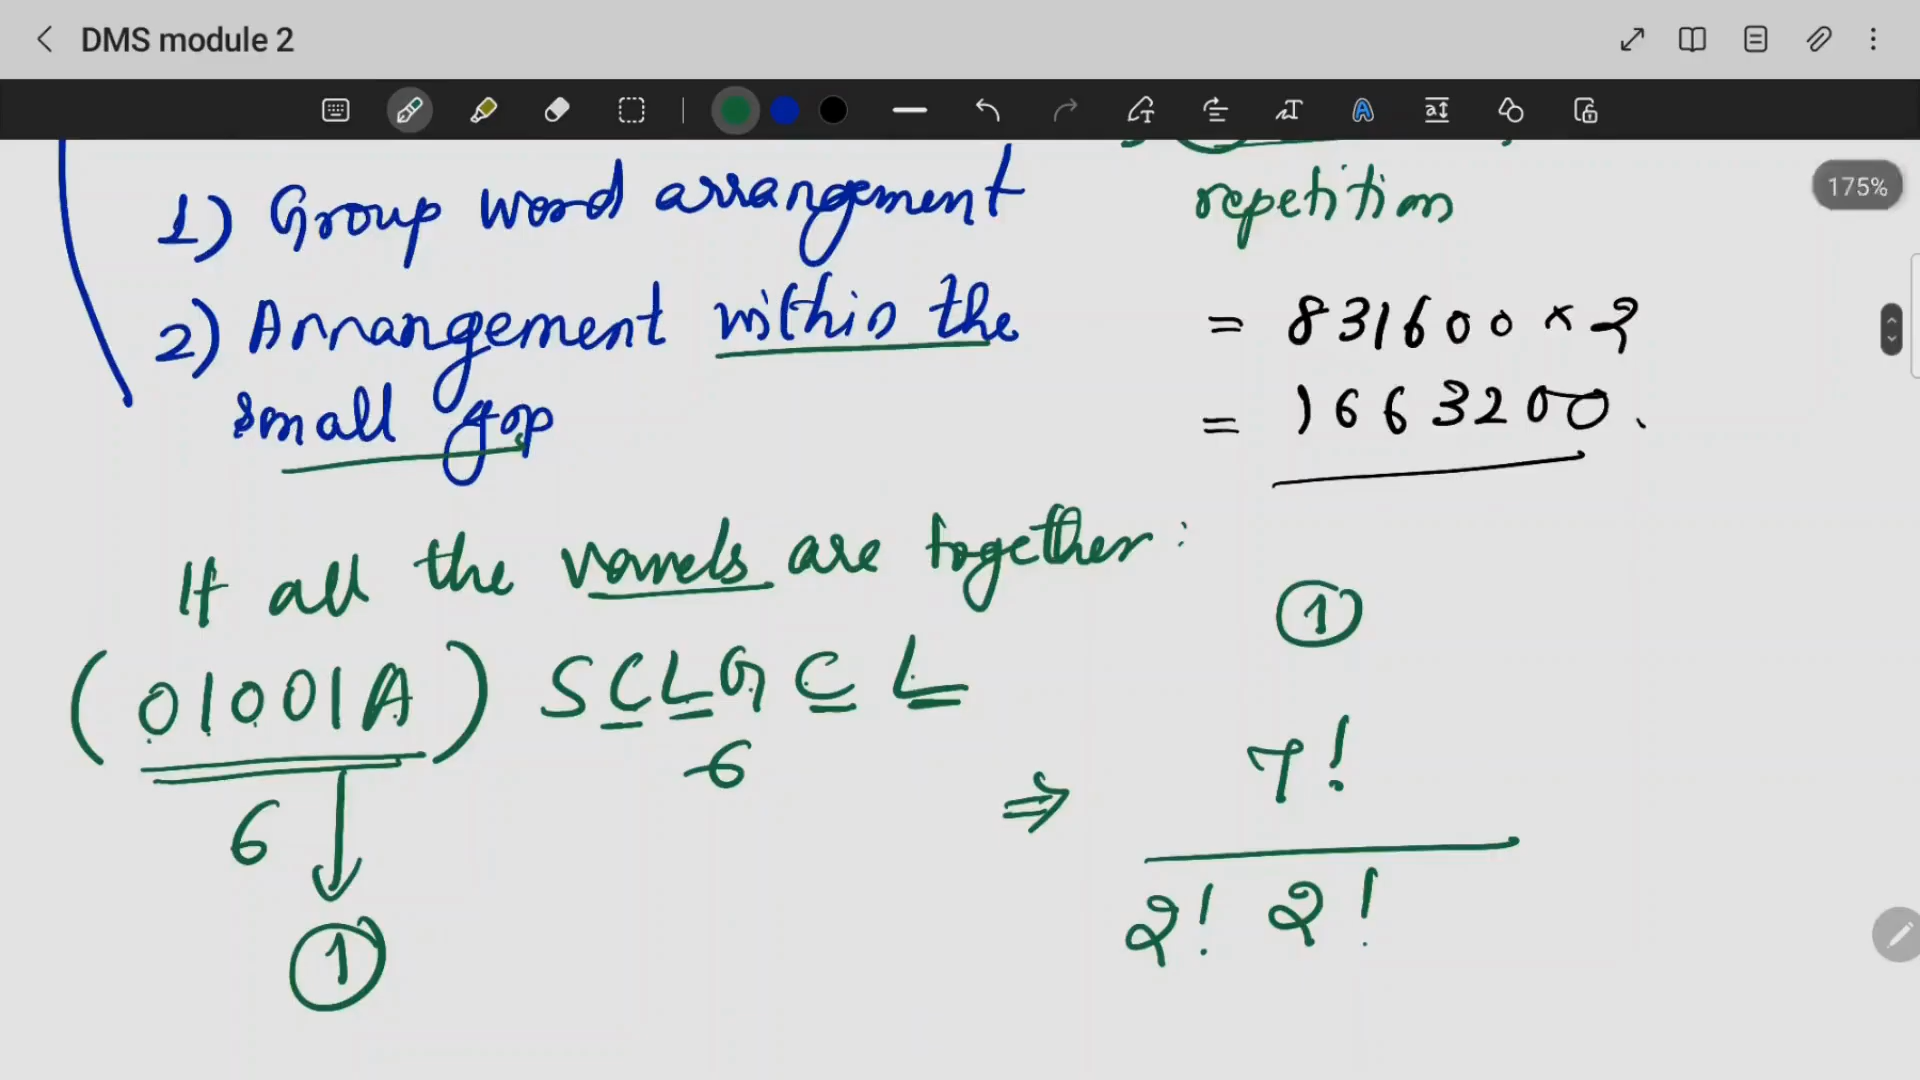 DMS module 2
175%
1) Group word arrangement
2) Arrangement within the
small gop
repetition
= 831600 × 2
= 1663200.
If all the vowels are together:
(OIOOIA) SCLGCL
6
6
1
1
⇒ 7!
2! 2!